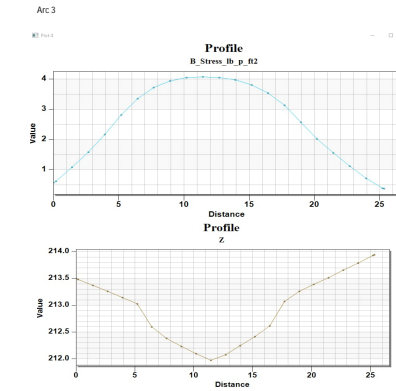 Arc 3
Plot 4
Profile
B_Stress_lb_p_ft2
4
3
2
1
Value
0 5 10 15 20 25
Distance
Profile
Z
214.0
213.5
213.0
212.5
212.0
Value
0 5 10 15 20 25
Distance